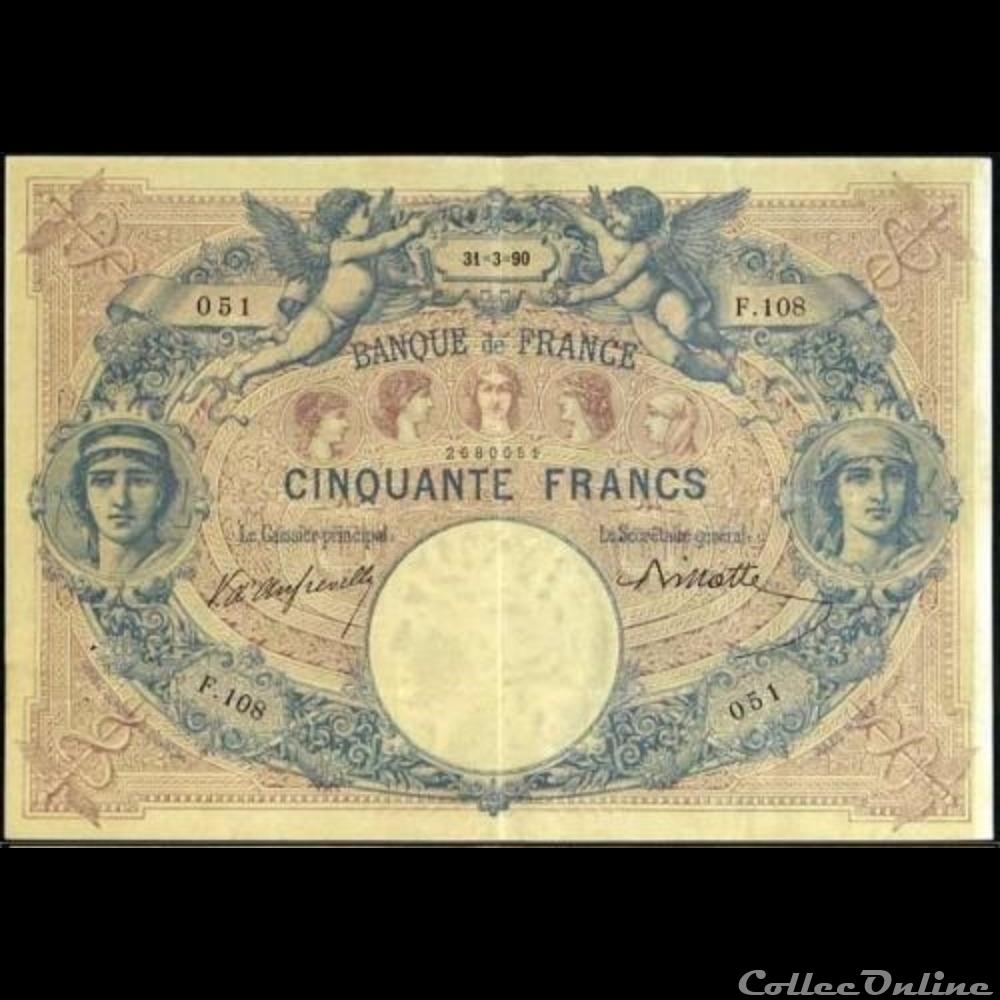 31=3=90
051
F.108
BANQUE de FRANCE
2680051
CINQUANTE FRANCS
Le Caissier principal.
Le Secrétaire général.
F.108
051
ColleeOnline